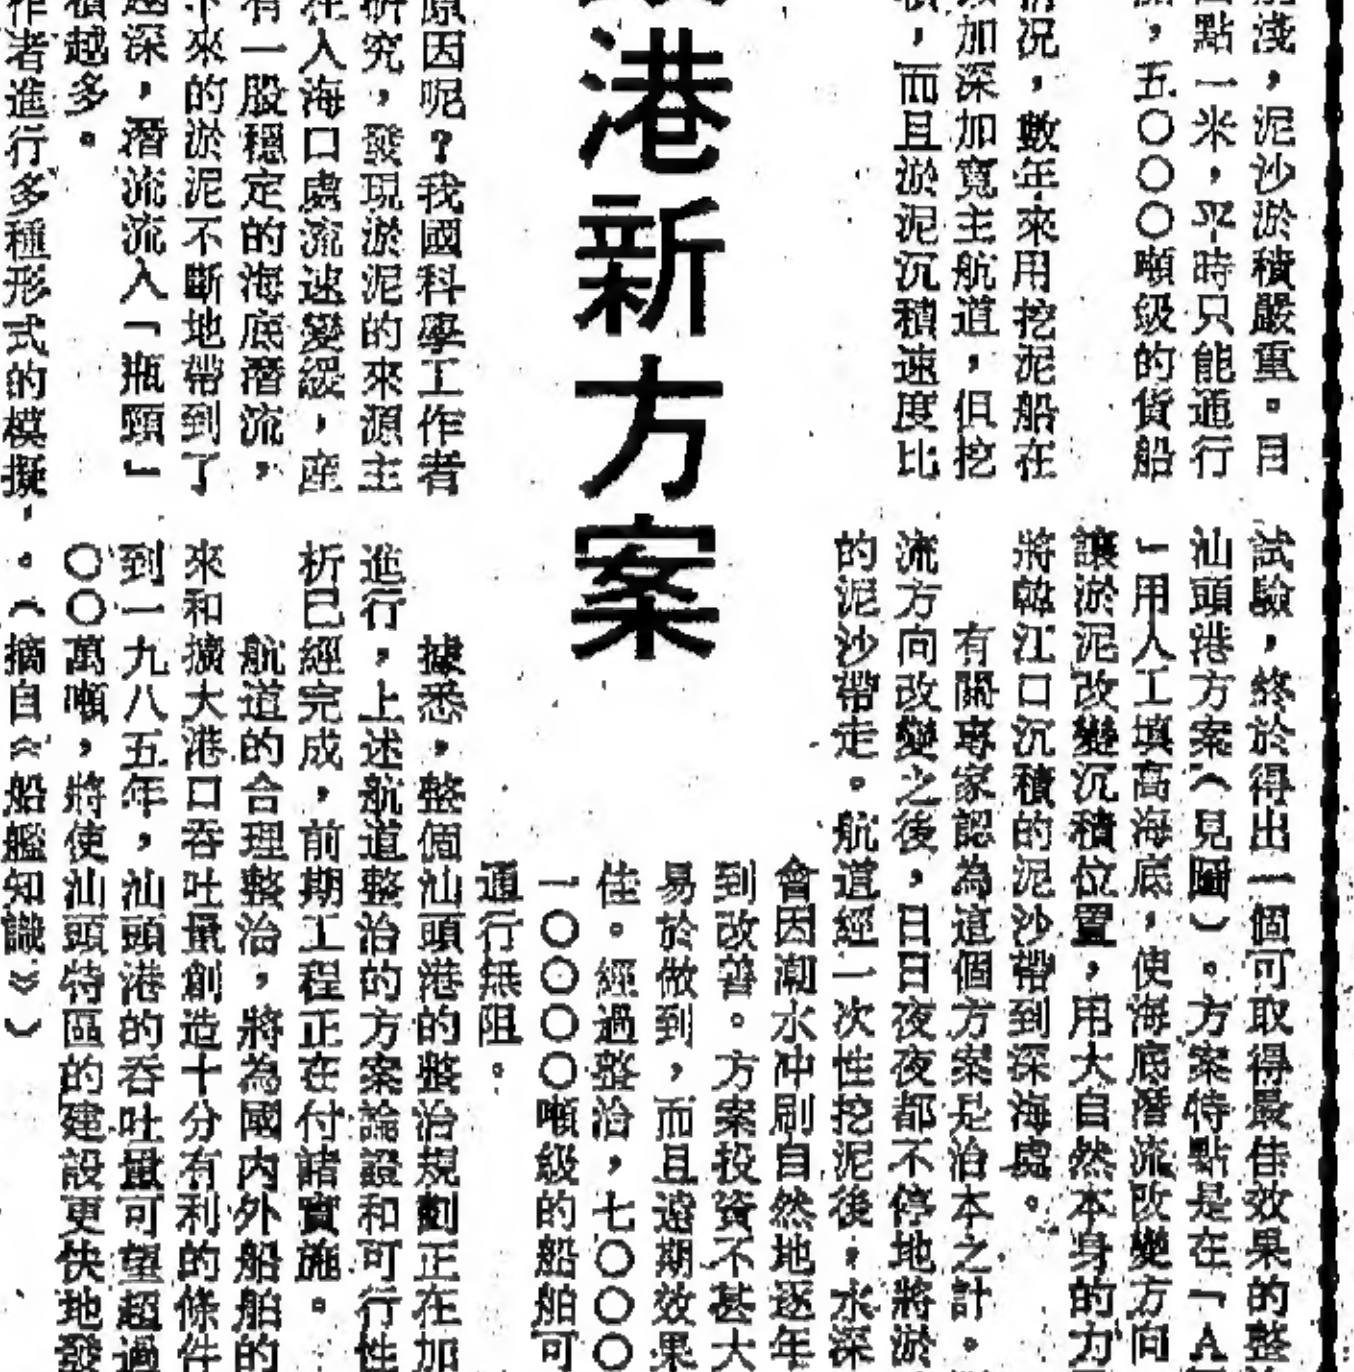 淺,泥沙淤積嚴重。目
點一米,平時只能通行
,五〇〇〇噸級的貨船
情况,數年來用挖泥船在
加深加寬主航道,但挖
,而且淤泥沉積速度比
港新方案
原因呢?我國科學工作者
研究,發現淤泥的來源主
注入海口處流速變緩,産
有一股穩定的海底潛流,
下來的淤泥不斷地帶到了
越深,潛流流入「瓶頸」
積越多。
作者進行多種形式的模擬
試驗,終於得出一個可取得最佳效果的整
汕頭港方案(見圖)。方案特點是在「A
」用人工填高海底,使海底潛流改變方向
讓淤泥改變沉積位置,用大自然本身的力
將韓江口沉積的泥沙帶到深海處。
有關專家認為這個方案是治本之計。
流方向改變之後,日日夜夜都不停地將淤
的泥沙帶走。航道經一次性挖泥後,水深
會因潮水冲刷自然地逐年
到改善。方案投資不甚大
易於做到,而且遠期效果
佳。經過整治,七〇〇〇
一〇〇〇〇噸級的船舶可
通行無阻。
據悉,整個汕頭港的整治規劃正在加
進行,上述航道整治的方案論證和可行性
析已經完成,前期工程正在付諸實施。
航道的合理整治,將為國內外船舶的
來和擴大港口吞吐量創造十分有利的條件
到一九八五年,汕頭港的吞吐量可望超過
〇〇萬噸,將使汕頭特區的建設更快地發
。(摘自《船艦知識》)